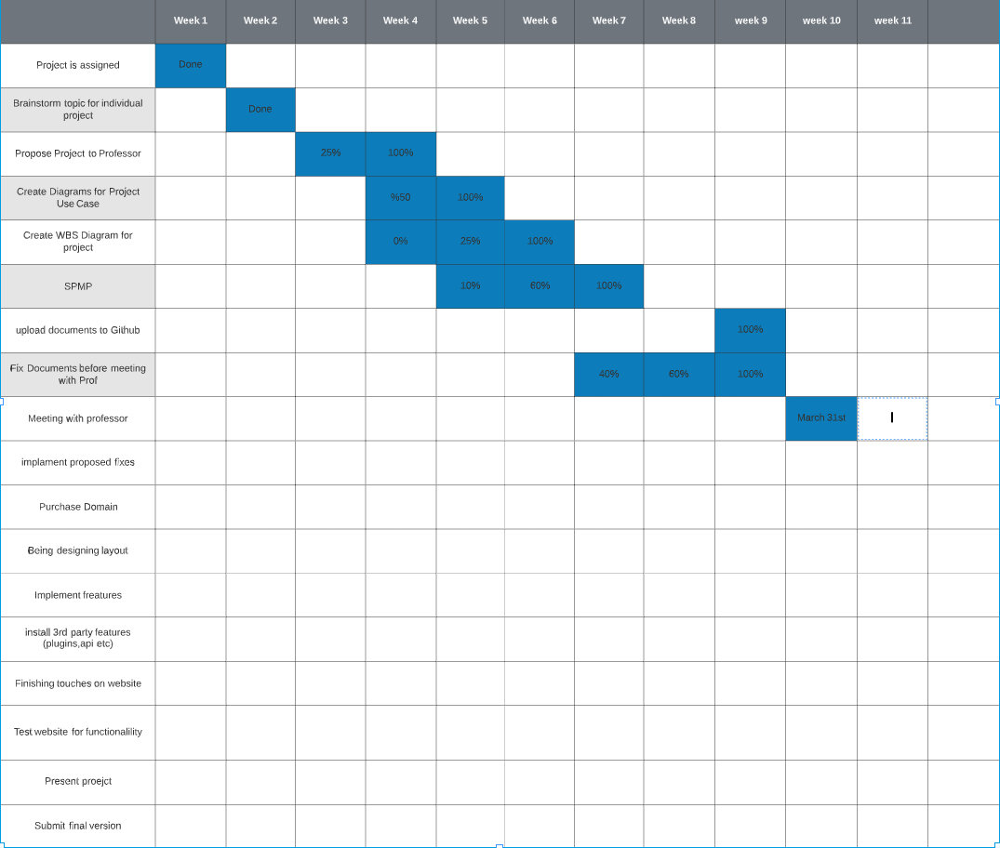 Week 1 Week 2 Week 3 Week 4 Week 5 Week 6 Week 7 Week 8 week 9 week 10 week 11
Project is assigned Done
Brainstorm topic for individual
project Done
Propose Project to Professor 25% 100%
Create Diagrams for Project
Use Case %50 100%
Create WBS Diagram for
project 0% 25% 100%
SPMP 10% 60% 100%
upload documents to Github 100%
Fix Documents before meeting
with Prof 40% 60% 100%
Meeting with professor March 31st
implament proposed fixes
Purchase Domain
Being designing layout
Implement freatures
install 3rd party features
(plugins,api etc)
Finishing touches on website
Test website for functionalility
Present proejct
Submit final version